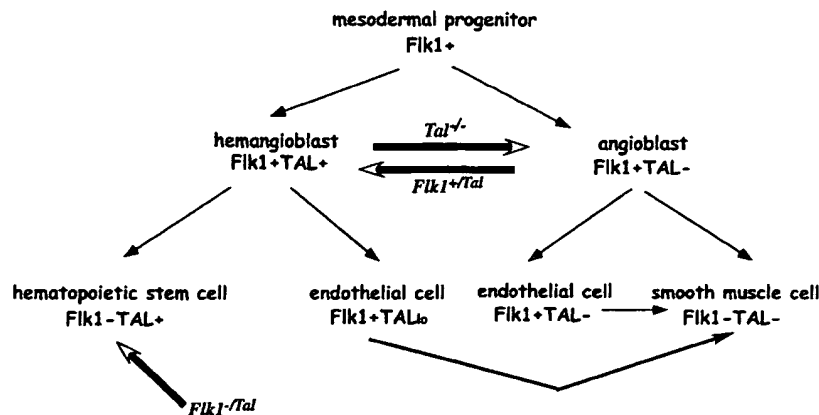 mesodermal progenitor
Flk1+
hemangioblast
Flk1+TAL+
Tal-/-
Flk1+/Tal
angioblast
Flk1+TAL-
hematopoietic stem cell
Flk1-TAL+
endothelial cell
Flk1+TALlo
endothelial cell
Flk1+TAL-
smooth muscle cell
Flk1-TAL-
Flk1-/Tal